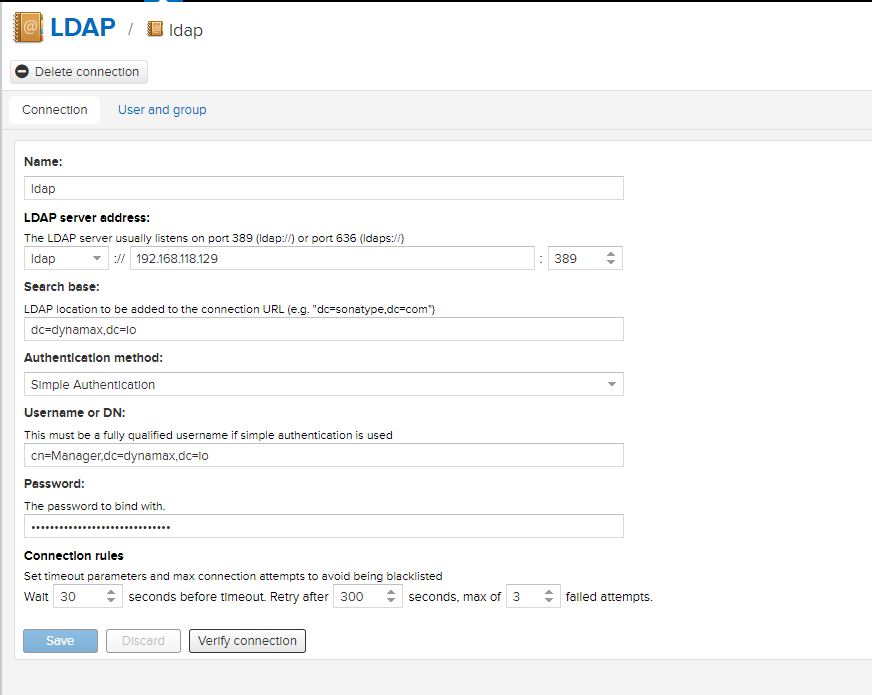 LDAP / ldap
Delete connection
Connection User and group
Name:
ldap
LDAP server address:
The LDAP server usually listens on port 389 (ldap://) or port 636 (ldaps://)
ldap :// 192.168.118.129 : 389
Search base:
LDAP location to be added to the connection URL (e.g. "dc=sonatype,dc=com")
dc=dynamax,dc=io
Authentication method:
Simple Authentication
Username or DN:
This must be a fully qualified username if simple authentication is used
cn=Manager,dc=dynamax,dc=io
Password:
The password to bind with.
••••••••••••••••••••••••••••••
Connection rules
Set timeout parameters and max connection attempts to avoid being blacklisted
Wait 30 seconds before timeout. Retry after 300 seconds, max of 3 failed attempts.
Save Discard Verify connection